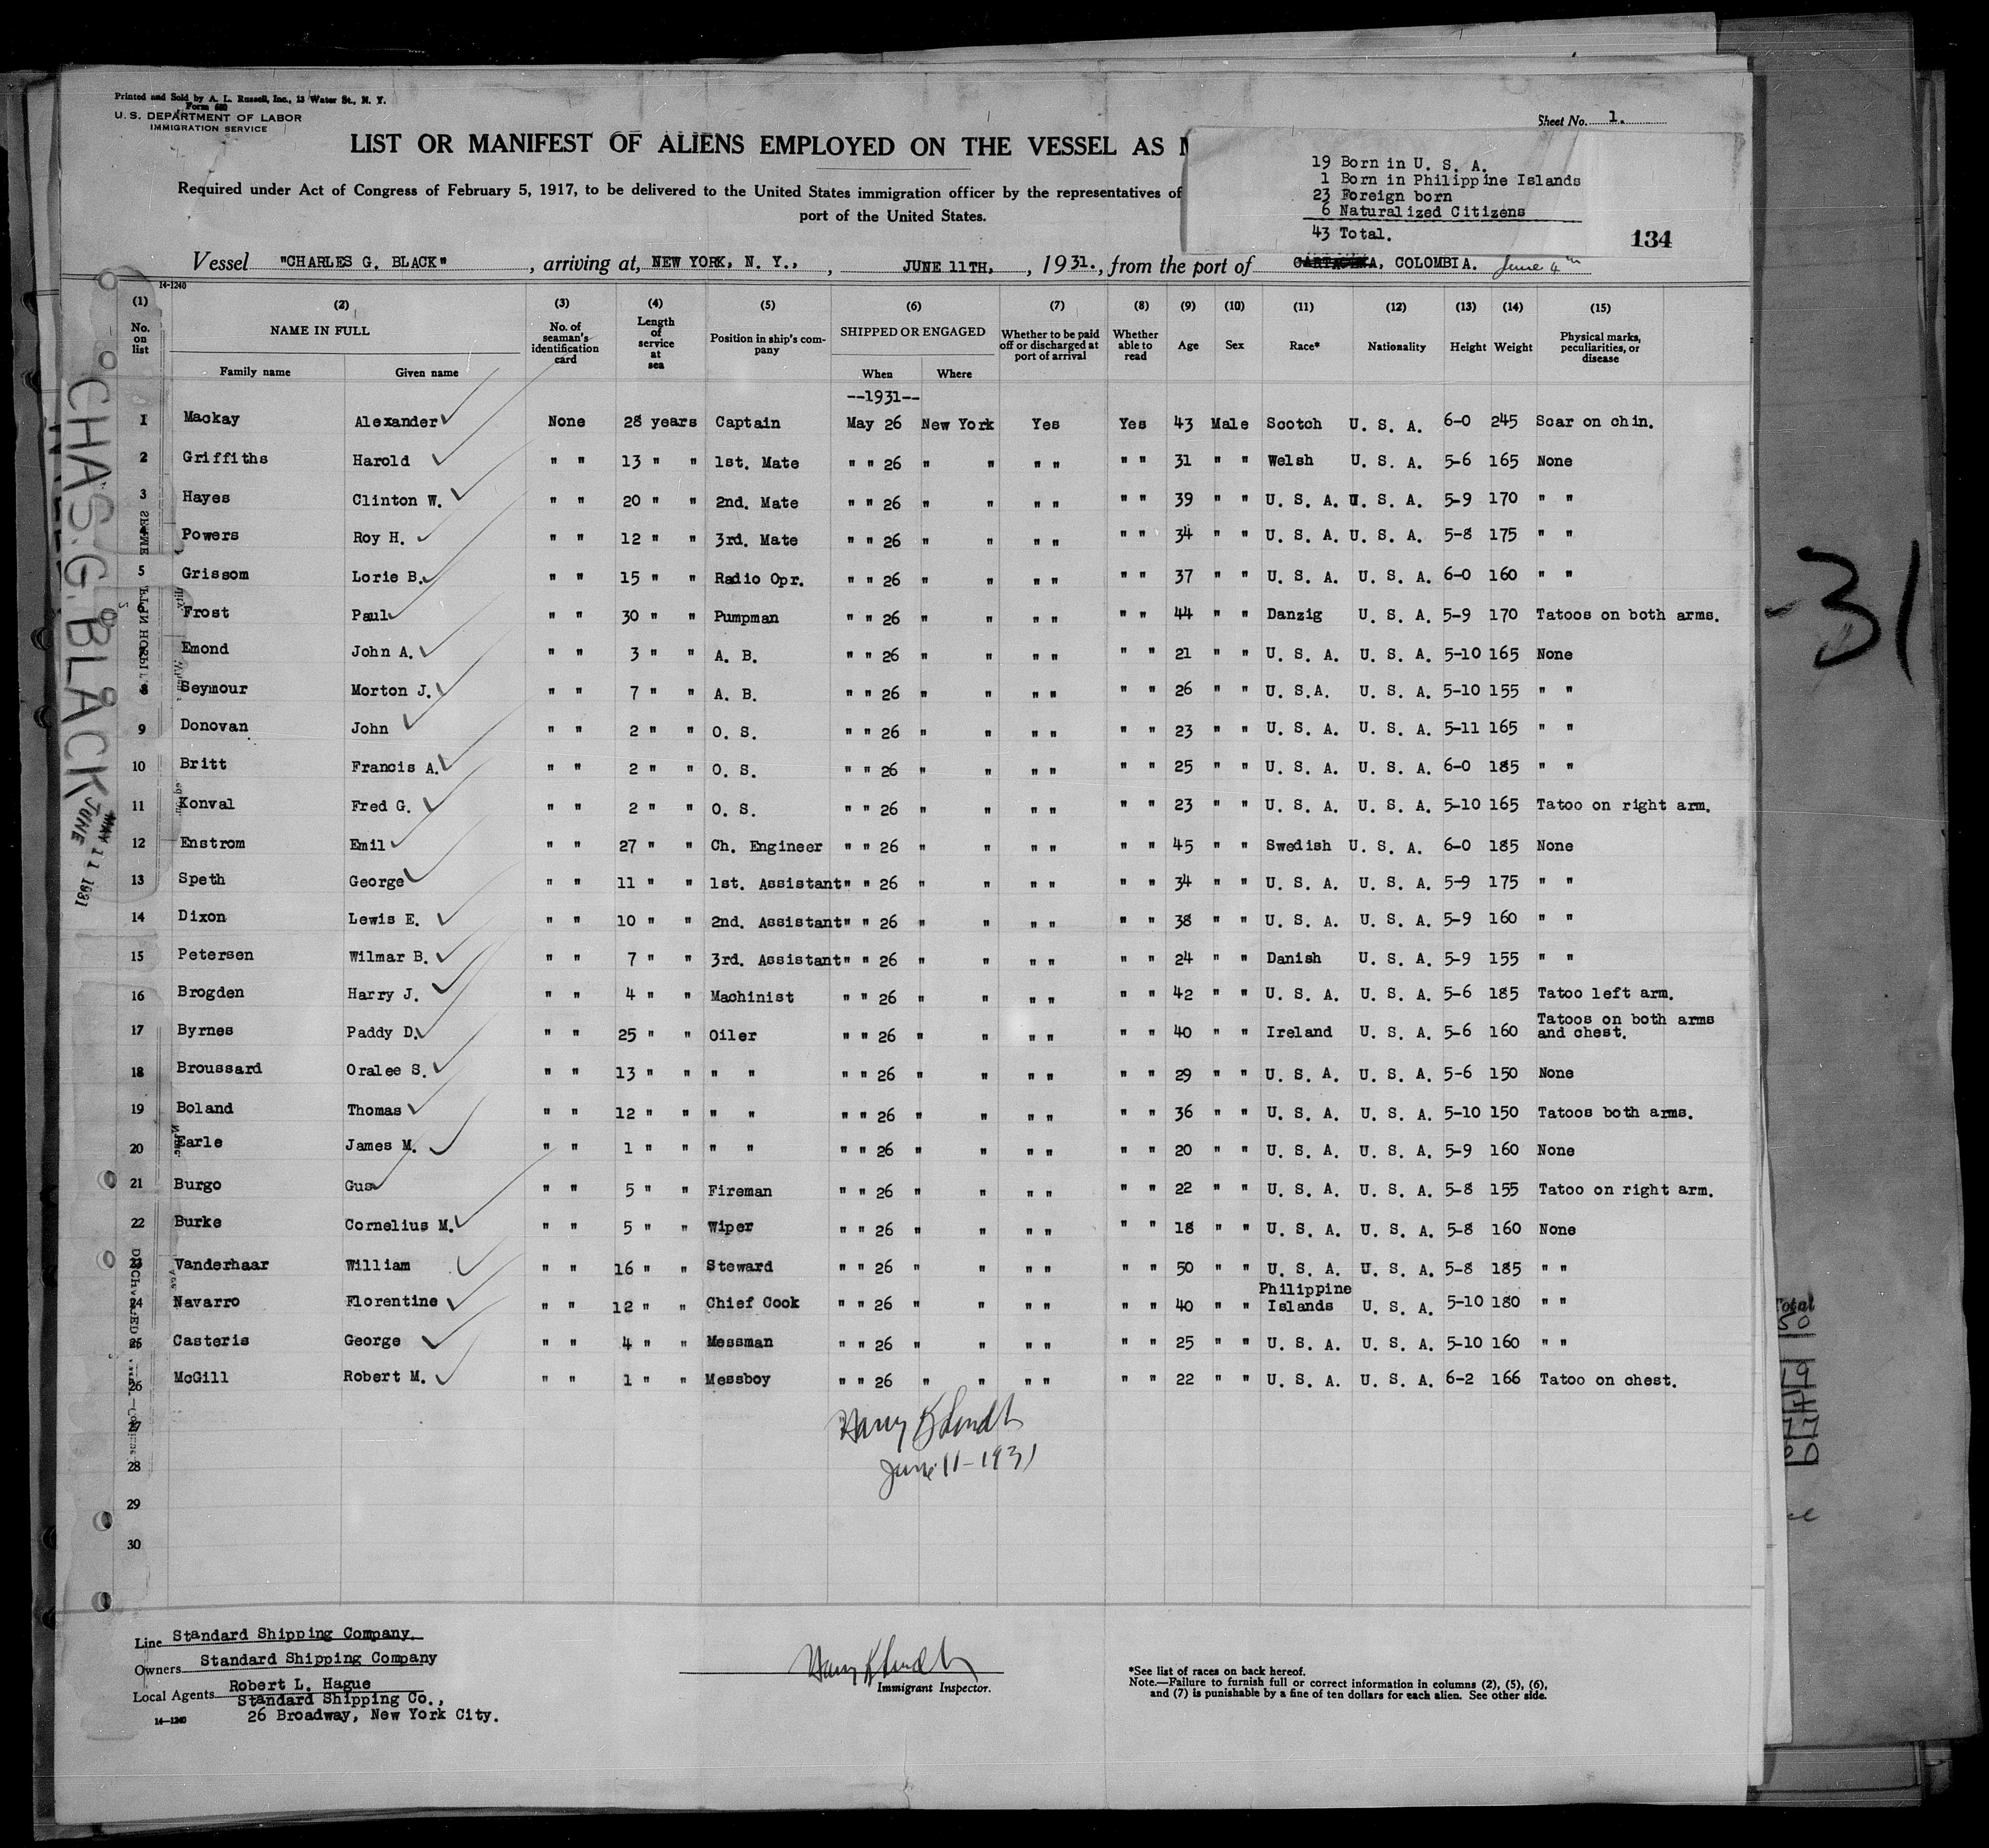 Printed and Sold by A. L. Russell, Inc., 13 Water St., N. Y.
Form 680
U. S. DEPARTMENT OF LABOR
IMMIGRATION SERVICE
Sheet No. 1.
LIST OR MANIFEST OF ALIENS EMPLOYED ON THE VESSEL AS
Required under Act of Congress of February 5, 1917, to be delivered to the United States immigration officer by the representatives of
port of the United States.
19 Born in U. S. A.
1 Born in Philippine Islands
23 Foreign born
6 Naturalized Citizens
43 Total.
134
Vessel "CHARLES G. BLACK", arriving at, NEW YORK, N. Y., , JUNE 11TH, , 1931., from the port of COLOMBIA. June 4th
14-1240
(1) (2) (3) (4) (5) (6) (7) (8) (9) (10) (11) (12) (13) (14) (15)
No. on list NAME IN FULL Family name Given name No. of seaman's identification card Length of service at sea Position in ship's company SHIPPED OR ENGAGED When Where Whether to be paid off or discharged at port of arrival Whether able to read Age Sex Race* Nationality Height Weight Physical marks, peculiarities, or disease
--1931--
1 Mackay Alexander None 28 years Captain May 26 New York Yes Yes 43 Male Scotch U. S. A. 6-0 245 Scar on chin.
2 Griffiths Harold " " 13 " " 1st. Mate " " 26 " " " " " " 31 " " Welsh U. S. A. 5-6 165 None
3 Hayes Clinton W. " " 20 " " 2nd. Mate " " 26 " " " " " " 39 " " U. S. A. U. S. A. 5-9 170 " "
Powers Roy H. " " 12 " " 3rd. Mate " " 26 " " " " " " 34 " " U. S. A. U. S. A. 5-8 175 " "
5 Grissom Lorie B. " " 15 " " Radio Opr. " " 26 " " " " " " 37 " " U. S. A. U. S. A. 6-0 160 " "
Frost Paul " " 30 " " Pumpman " " 26 " " " " " " 44 " " Danzig U. S. A. 5-9 170 Tatoos on both arms.
Emond John A. " " 3 " " A. B. " " 26 " " " " " " 21 " " U. S. A. U. S. A. 5-10 165 None
8 Seymour Morton J. " " 7 " " A. B. " " 26 " " " " " " 26 " " U. S.A. U. S. A. 5-10 155 " "
9 Donovan John " " 2 " " O. S. " " 26 " " " " " " 23 " " U. S. A. U. S. A. 5-11 165 " "
10 Britt Francis A. " " 2 " " O. S. " " 26 " " " " " " 25 " " U. S. A. U. S. A. 6-0 185 " "
11 Konval Fred G. " " 2 " " O. S. " " 26 " " " " " " 23 " " U. S. A. U. S. A. 5-10 165 Tatoo on right arm.
12 Enstrom Emil " " 27 " " Ch. Engineer " " 26 " " " " " " 45 " " Swedish U. S. A. 6-0 185 None
13 Speth George " " 11 " " 1st. Assistant " " 26 " " " " " " 34 " " U. S. A. U. S. A. 5-9 175 " "
14 Dixon Lewis E. " " 10 " " 2nd. Assistant " " 26 " " " " " " 38 " " U. S. A. U. S. A. 5-9 160 " "
15 Petersen Wilmar B. " " 7 " " 3rd. Assistant " " 26 " " " " " " 24 " " Danish U. S. A. 5-9 155 " "
16 Brogden Harry J. " " 4 " " Machinist " " 26 " " " " " " 42 " " U. S. A. U. S. A. 5-6 185 Tatoo left arm.
17 Byrnes Paddy D. " " 25 " " Oiler " " 26 " " " " " " 40 " " Ireland U. S. A. 5-6 160 Tatoos on both arms and chest.
18 Broussard Oralee S. " " 13 " " " " " " 26 " " " " " " 29 " " U. S. A. U. S. A. 5-6 150 None
19 Boland Thomas " " 12 " " " " " " 26 " " " " " " 36 " " U. S. A. U. S. A. 5-10 150 Tatoos both arms.
20 Earle James M. " " 1 " " " " " " 26 " " " " " " 20 " " U. S. A. U. S. A. 5-9 160 None
21 Burgo Gus " " 5 " " Fireman " " 26 " " " " " " 22 " " U. S. A. U. S. A. 5-8 155 Tatoo on right arm.
22 Burke Cornelius M. " " 5 " " Wiper " " 26 " " " " " " 18 " " U. S. A. U. S. A. 5-8 160 None
23 Vanderhaar William " " 16 " " Steward " " 26 " " " " " " 50 " " U. S. A. U. S. A. 5-8 185 " "
24 Navarro Florentine " " 12 " " Chief Cook " " 26 " " " " " " 40 " " Philippine Islands U. S. A. 5-10 180 " "
25 Casteris George " " 4 " " Messman " " 26 " " " " " " 25 " " U. S. A. U. S. A. 5-10 160 " "
26 McGill Robert M. " " 1 " " Messboy " " 26 " " " " " " 22 " " U. S. A. U. S. A. 6-2 166 Tatoo on chest.
27
28
29
30
June 11-1931
CHAS. G. BLACK
JUNE 11 1931
-31
Total
50
Line Standard Shipping Company.
Owners Standard Shipping Company
Local Agents Robert L. Hague
Standard Shipping Co.,
26 Broadway, New York City.
14-1240
Immigrant Inspector.
*See list of races on back hereof.
Note.—Failure to furnish full or correct information in columns (2), (5), (6),
and (7) is punishable by a fine of ten dollars for each alien. See other side.